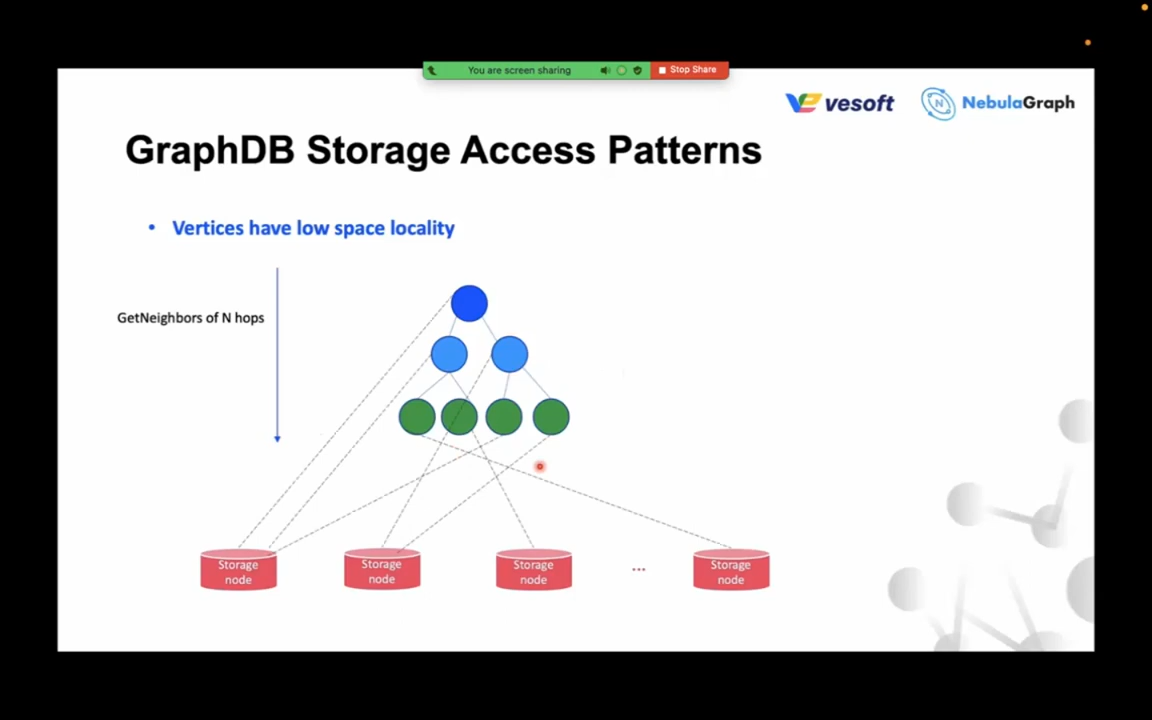 You are screen sharing
Stop Share
vesoft
NebulaGraph
GraphDB Storage Access Patterns
• Vertices have low space locality
GetNeighbors of N hops
Storage
node
Storage
node
Storage
node
...
Storage
node